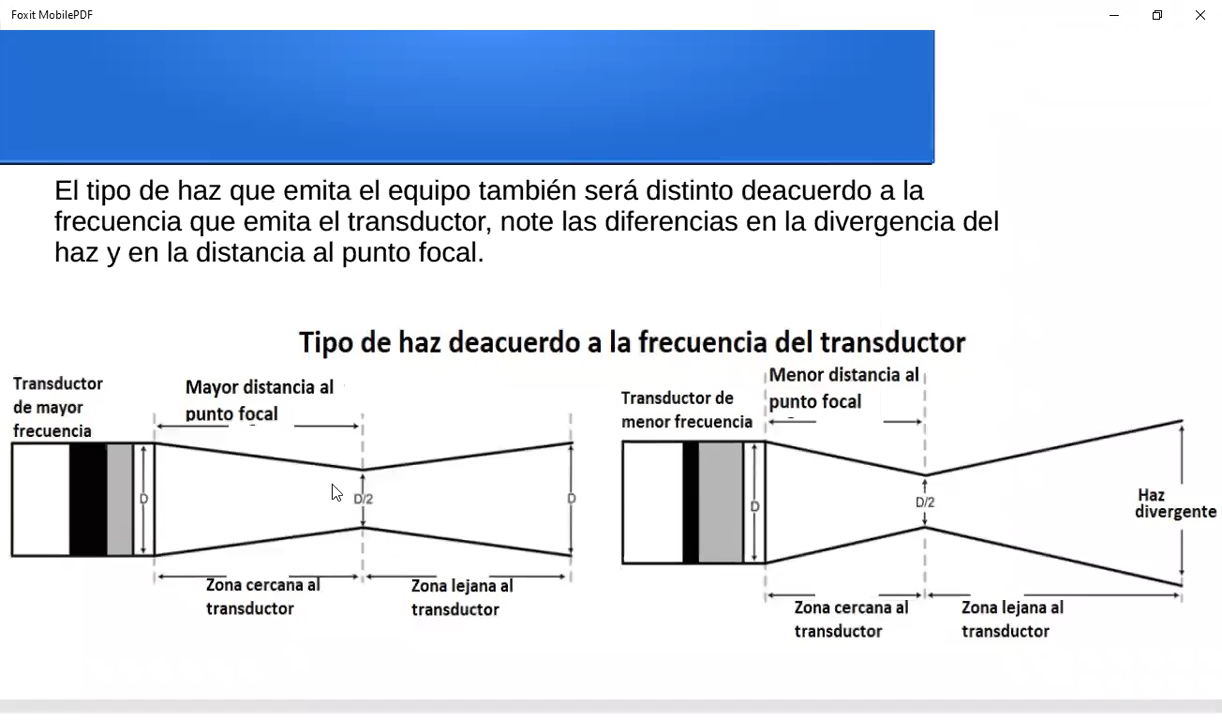 Foxit MobilePDF
El tipo de haz que emita el equipo también será distinto deacuerdo a la
frecuencia que emita el transductor, note las diferencias en la divergencia del
haz y en la distancia al punto focal.
Tipo de haz deacuerdo a la frecuencia del transductor
Transductor
de mayor
frecuencia
Mayor distancia al
punto focal
D
D/2
D
Zona cercana al
transductor
Zona lejana al
transductor
Transductor de
menor frecuencia
Menor distancia al
punto focal
D
D/2
Haz
divergente
Zona cercana al
transductor
Zona lejana al
transductor